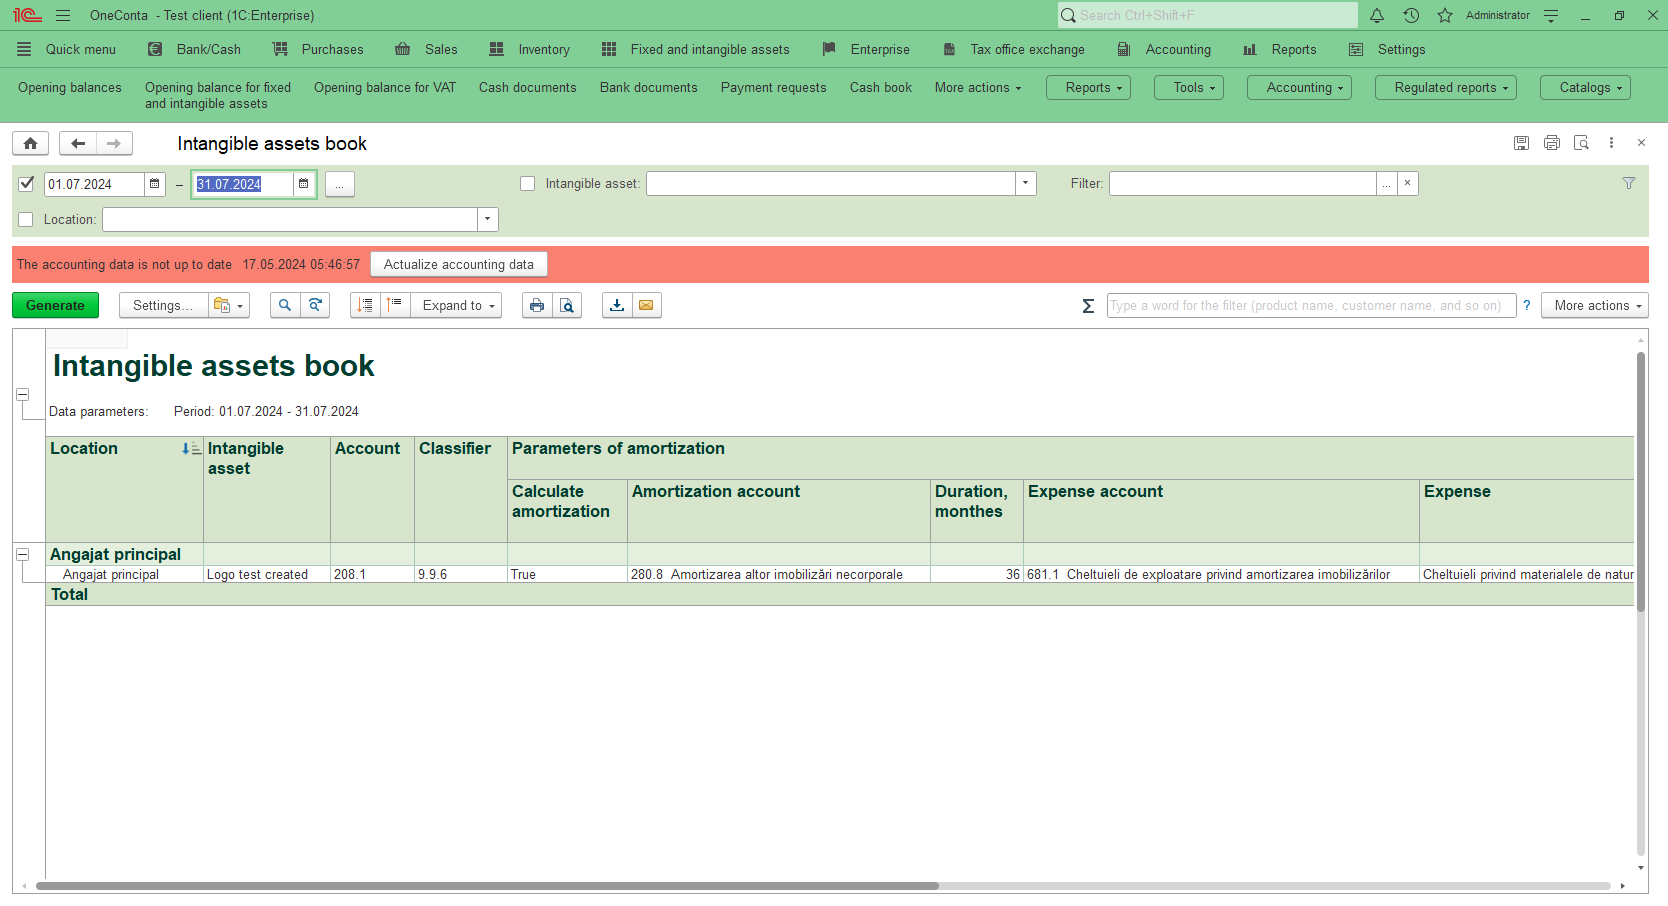 OneConta - Test client (1C:Enterprise)
Search Ctrl+Shift+F
Administrator
Quick menu
Bank/Cash
Purchases
Sales
Inventory
Fixed and intangible assets
Enterprise
Tax office exchange
Accounting
Reports
Settings
Opening balances
Opening balance for fixed
and intangible assets
Opening balance for VAT
Cash documents
Bank documents
Payment requests
Cash book
More actions
Reports
Tools
Accounting
Regulated reports
Catalogs
Intangible assets book
01.07.2024
–
31.07.2024
...
Intangible asset:
Filter:
...
×
Location:
The accounting data is not up to date 17.05.2024 05:46:57
Actualize accounting data
Generate
Settings...
Expand to
Σ
Type a word for the filter (product name, customer name, and so on)
?
More actions
Intangible assets book
Data parameters: Period: 01.07.2024 - 31.07.2024
Location
Intangible
asset
Account
Classifier
Parameters of amortization
Calculate
amortization
Amortization account
Duration,
monthes
Expense account
Expense
Angajat principal
Angajat principal Logo test created 208.1 9.9.6 True 280.8 Amortizarea altor imobilizări necorporale 36 681.1 Cheltuieli de exploatare privind amortizarea imobilizărilor Cheltuieli privind materialele de natur
Total